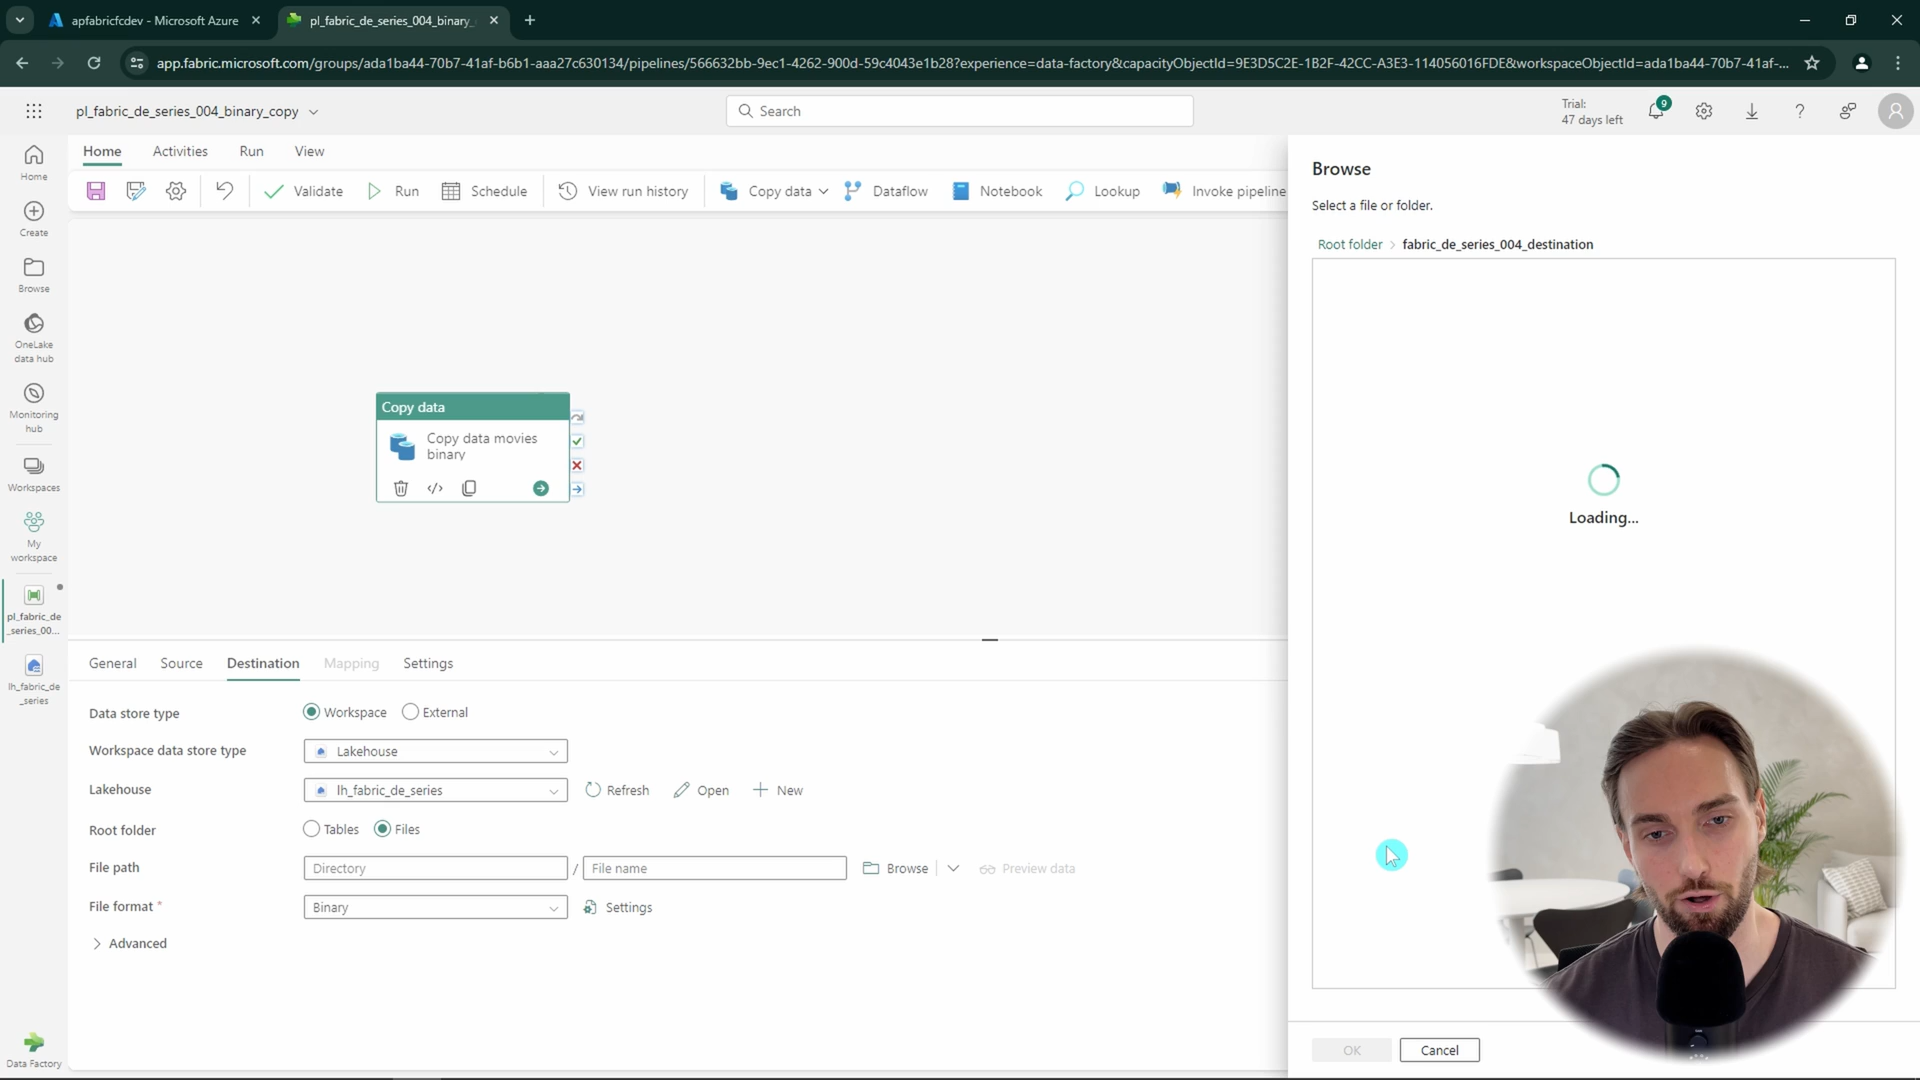 apfabricfcdev - Microsoft Azure
pl_fabric_de_series_004_binary_
app.fabric.microsoft.com/groups/ada1ba44-70b7-41af-b6b1-aaa27c630134/pipelines/566632bb-9ec1-4262-900d-59c4043e1b28?experience=data-factory&capacityObjectId=9E3D5C2E-1B2F-42CC-A3E3-114056016FDE&workspaceObjectId=ada1ba44-70b7-41af-...
pl_fabric_de_series_004_binary_copy
Search
Trial:
47 days left
9
Home
Activities
Run
View
Validate
Run
Schedule
View run history
Copy data
Dataflow
Notebook
Lookup
Invoke pipeline
Home
Create
Browse
OneLake
data hub
Monitoring
hub
Workspaces
My
workspace
pl_fabric_de
_series_00...
lh_fabric_de
_series
Data Factory
Copy data
Copy data movies
binary
General
Source
Destination
Mapping
Settings
Data store type
Workspace
External
Workspace data store type
Lakehouse
Lakehouse
lh_fabric_de_series
Refresh
Open
New
Root folder
Tables
Files
File path
Directory
/
File name
Browse
Preview data
File format *
Binary
Settings
Advanced
Browse
Select a file or folder.
Root folder > fabric_de_series_004_destination
Loading...
OK
Cancel